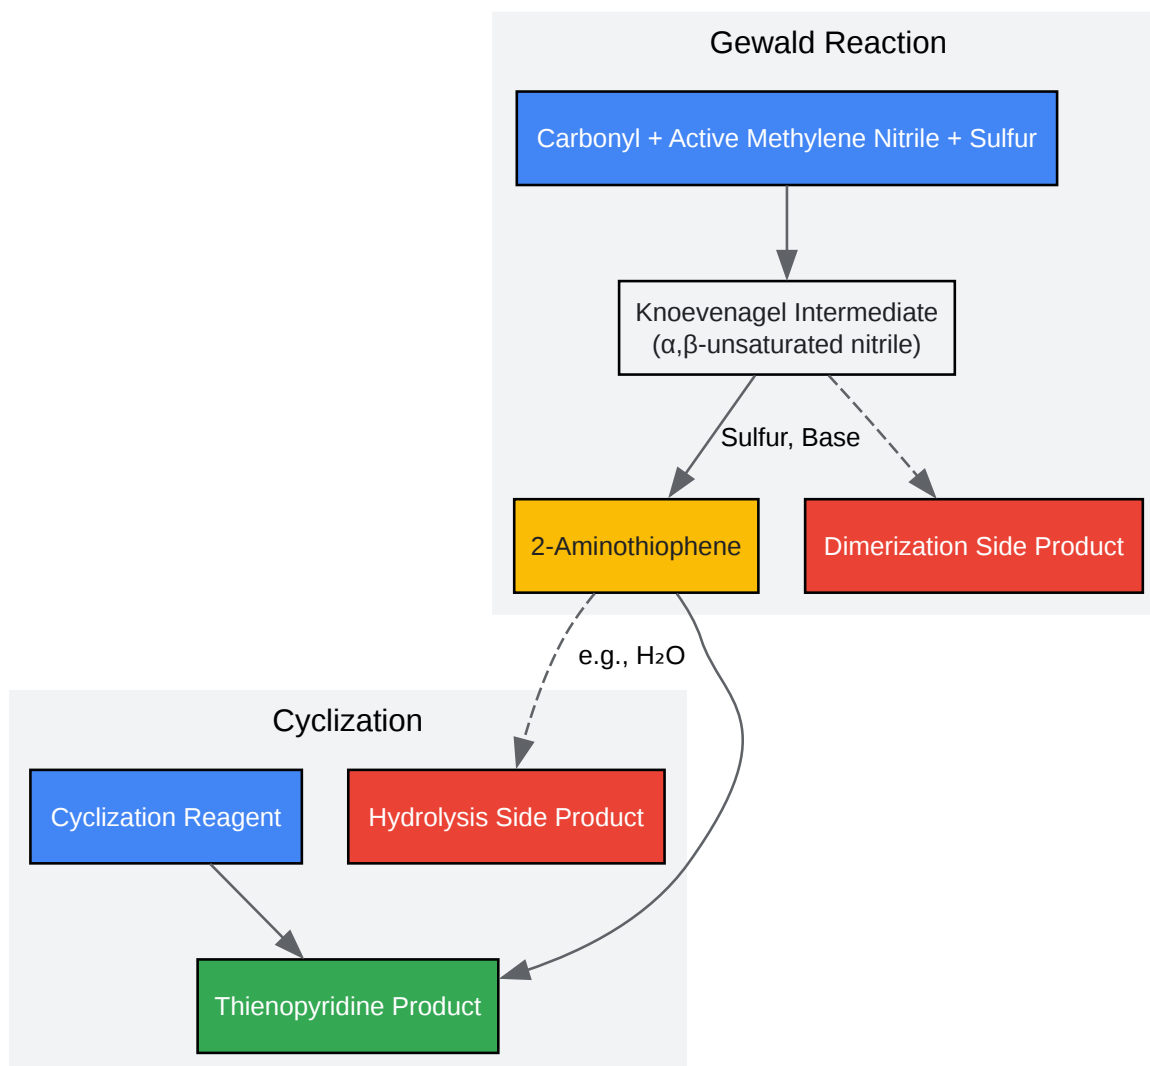 Gewald Reaction
Carbonyl + Active Methylene Nitrile + Sulfur
Knoevenagel Intermediate
(α,β-unsaturated nitrile)
Sulfur, Base
2-Aminothiophene
Dimerization Side Product
e.g., H₂O
Cyclization
Cyclization Reagent
Hydrolysis Side Product
Thienopyridine Product